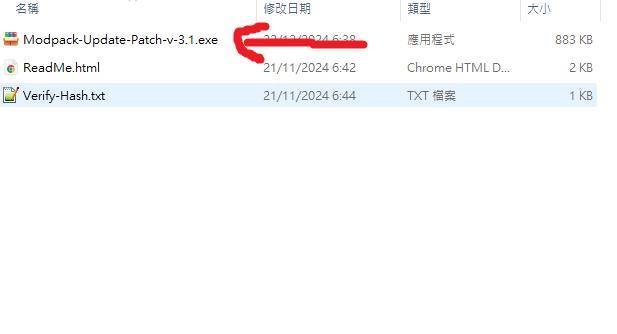 名稱 修改日期 類型 大小
Modpack-Update-Patch-v-3.1.exe 22/12/2024 6:38 應用程式 883 KB
ReadMe.html 21/11/2024 6:42 Chrome HTML D... 2 KB
Verify-Hash.txt 21/11/2024 6:44 TXT 檔案 1 KB